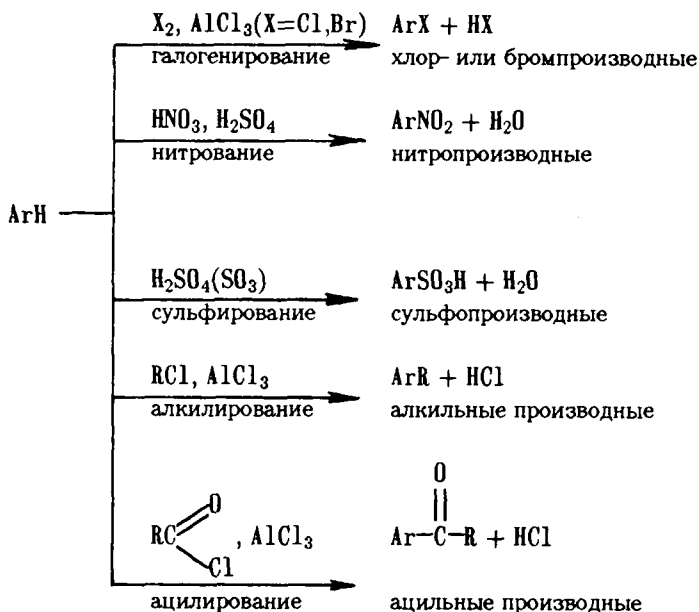 X₂, AlCl₃(X=Cl,Br) ArX + HX
галогенирование хлор- или бромпроизводные
HNO₃, H₂SO₄ ArNO₂ + H₂O
нитрование нитропроизводные
ArH
H₂SO₄(SO₃) ArSO₃H + H₂O
сульфирование сульфопроизводные
RCl, AlCl₃ ArR + HCl
алкилирование алкильные производные
O
O
RC , AlCl₃ Ar—C—R + HCl
Cl
ацилирование ацильные производные